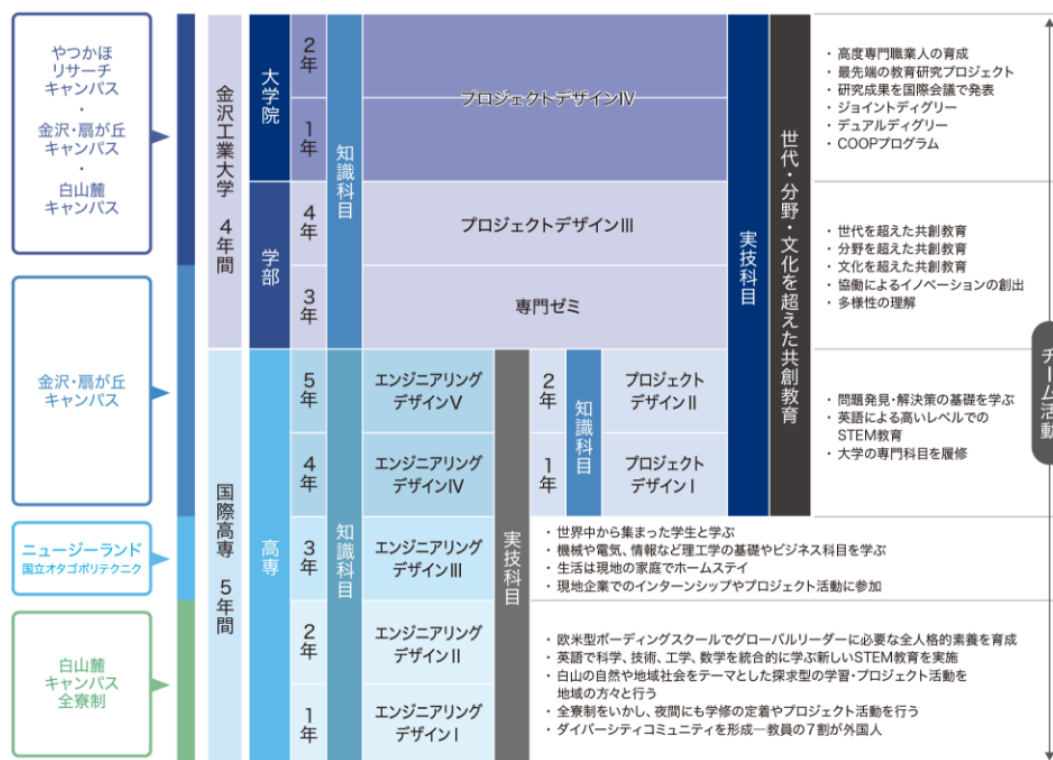 やつかほ
リサーチ
キャンパス
・
金沢・扇が丘
キャンパス
・
白山麓
キャンパス
金沢・扇が丘
キャンパス
ニュージーランド
国立オタゴポリテクニク
白山麓
キャンパス
全寮制
金沢工業大学 4年間
国際高専 5年間
大学院
学部
高専
2年
1年
4年
3年
5年
4年
3年
2年
1年
知識科目
知識科目
プロジェクトデザインⅣ
プロジェクトデザインⅢ
専門ゼミ
エンジニアリング
デザインⅤ
エンジニアリング
デザインⅣ
エンジニアリング
デザインⅢ
エンジニアリング
デザインⅡ
エンジニアリング
デザインⅠ
実技科目
2年
1年
知識科目
プロジェクト
デザインⅡ
プロジェクト
デザインⅠ
実技科目
世代・分野・文化を超えた共創教育
・高度専門職業人の育成
・最先端の教育研究プロジェクト
・研究成果を国際会議で発表
・ジョイントディグリー
・デュアルディグリー
・COOPプログラム
・世代を超えた共創教育
・分野を超えた共創教育
・文化を超えた共創教育
・協働によるイノベーションの創出
・多様性の理解
・問題発見・解決策の基礎を学ぶ
・英語による高いレベルでの
STEM教育
・大学の専門科目を履修
・世界中から集まった学生と学ぶ
・機械や電気、情報など理工学の基礎やビジネス科目を学ぶ
・生活は現地の家庭でホームステイ
・現地企業でのインターンシップやプロジェクト活動に参加
・欧米型ボーディングスクールでグローバルリーダーに必要な全人格的素養を育成
・英語で科学、技術、工学、数学を統合的に学ぶ新しいSTEM教育を実施
・白山の自然や地域社会をテーマとした探求型の学習・プロジェクト活動を
地域の方々と行う
・全寮制をいかし、夜間にも学修の定着やプロジェクト活動を行う
・ダイバーシティコミュニティを形成―教員の7割が外国人
チーム活動